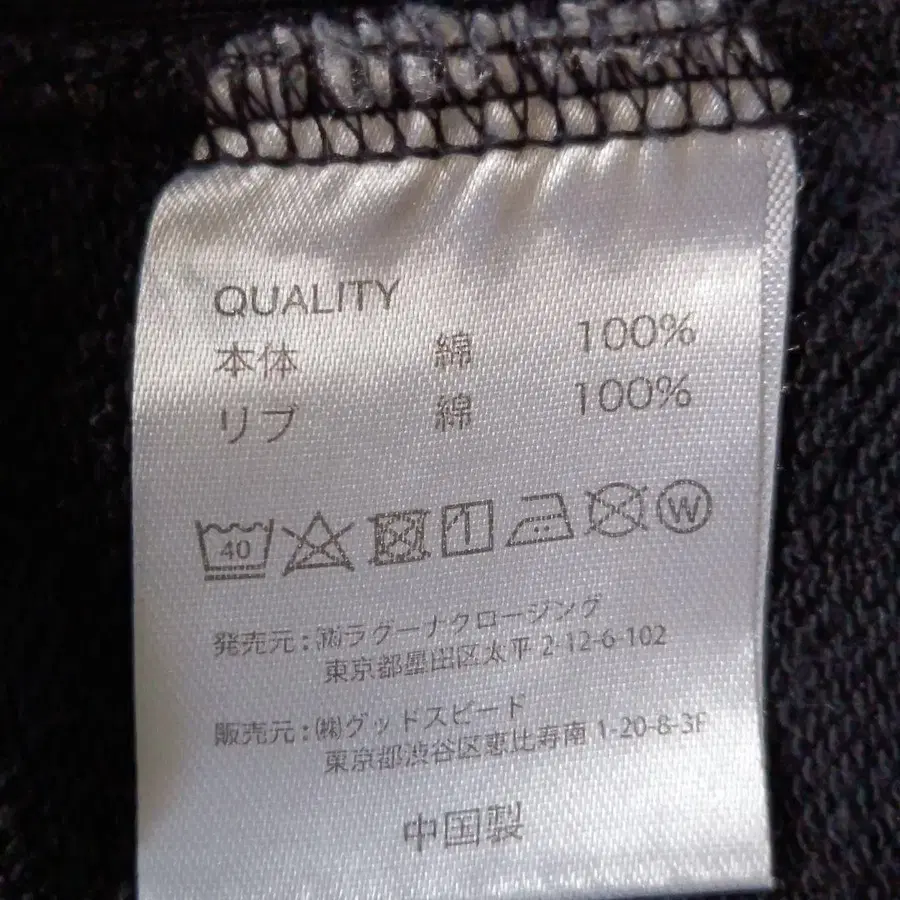 QUALITY
本体 綿 100%
リブ 綿 100%
40
W
発売元:㈱ラグーナクロージング
東京都墨田区太平 2-12-6-102
販売元:㈱グッドスピード
東京都渋谷区恵比寿南 1-20-8-3F
中国製